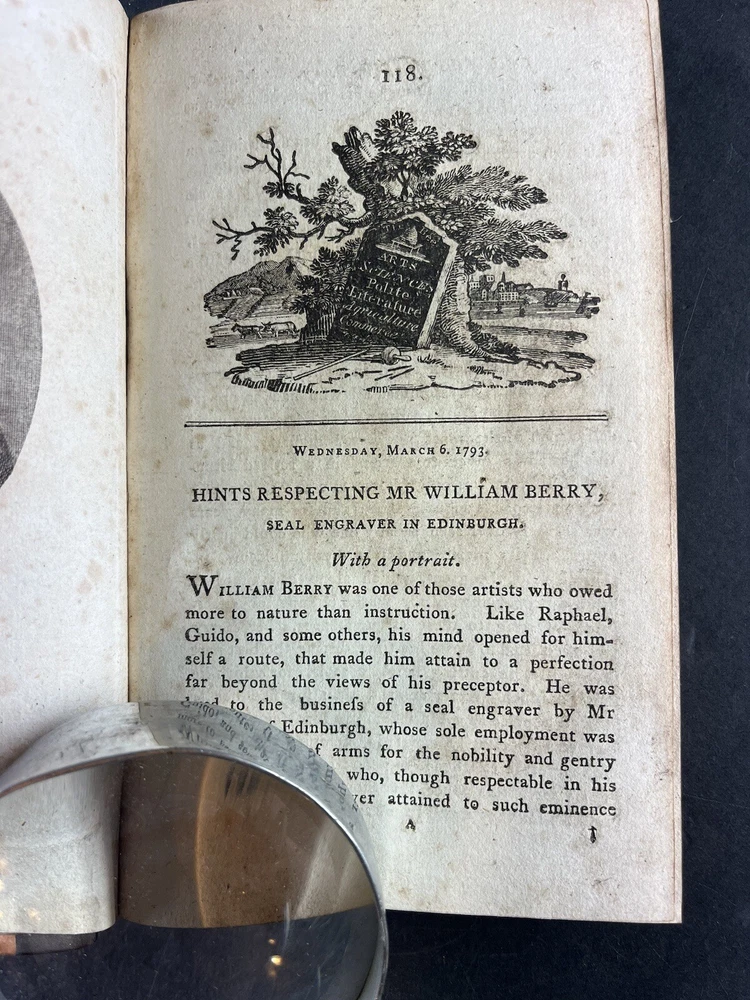 118.
ARTS
SCIENCES
Polite
Literature
Agriculture
WEDNESDAY, MARCH 6. 1793.
HINTS RESPECTING MR WILLIAM BERRY,
SEAL ENGRAVER IN EDINBURGH.
With a portrait.
WILLIAM BERRY was one of those artists who owed
more to nature than instruction. Like Raphael,
Guido, and some others, his mind opened for him-
self a route, that made him attain to a perfection
far beyond the views of his preceptor. He was
to the busineſs of a seal engraver by Mr
Edinburgh, whose sole employment was
of arms for the nobility and gentry
who, though respectable in his
attained to such eminence
A
†